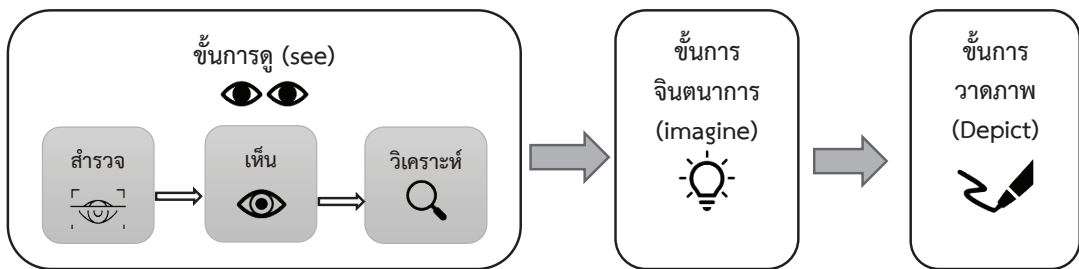 ขั้นการดู (see)
สำรวจ
เห็น
วิเคราะห์
ขั้นการ
จินตนาการ
(imagine)
ขั้นการ
วาดภาพ
(Depict)